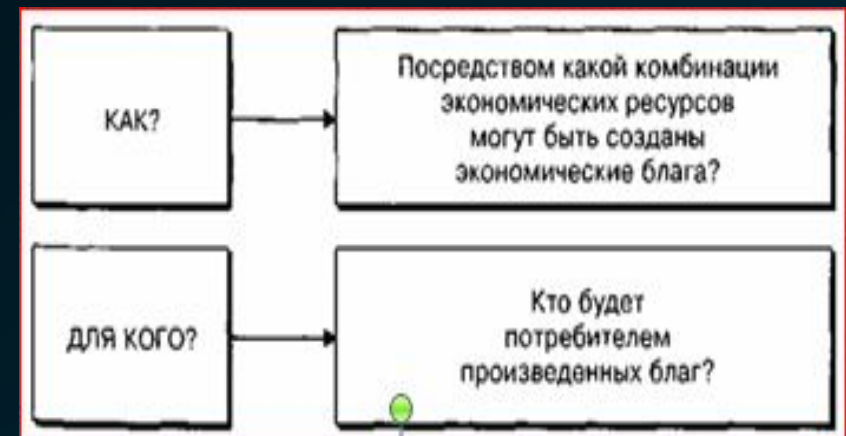 КАК?
Посредством какой комбинации
экономических ресурсов
могут быть созданы
экономические блага?
ДЛЯ КОГО?
Кто будет
потребителем
произведенных благ?